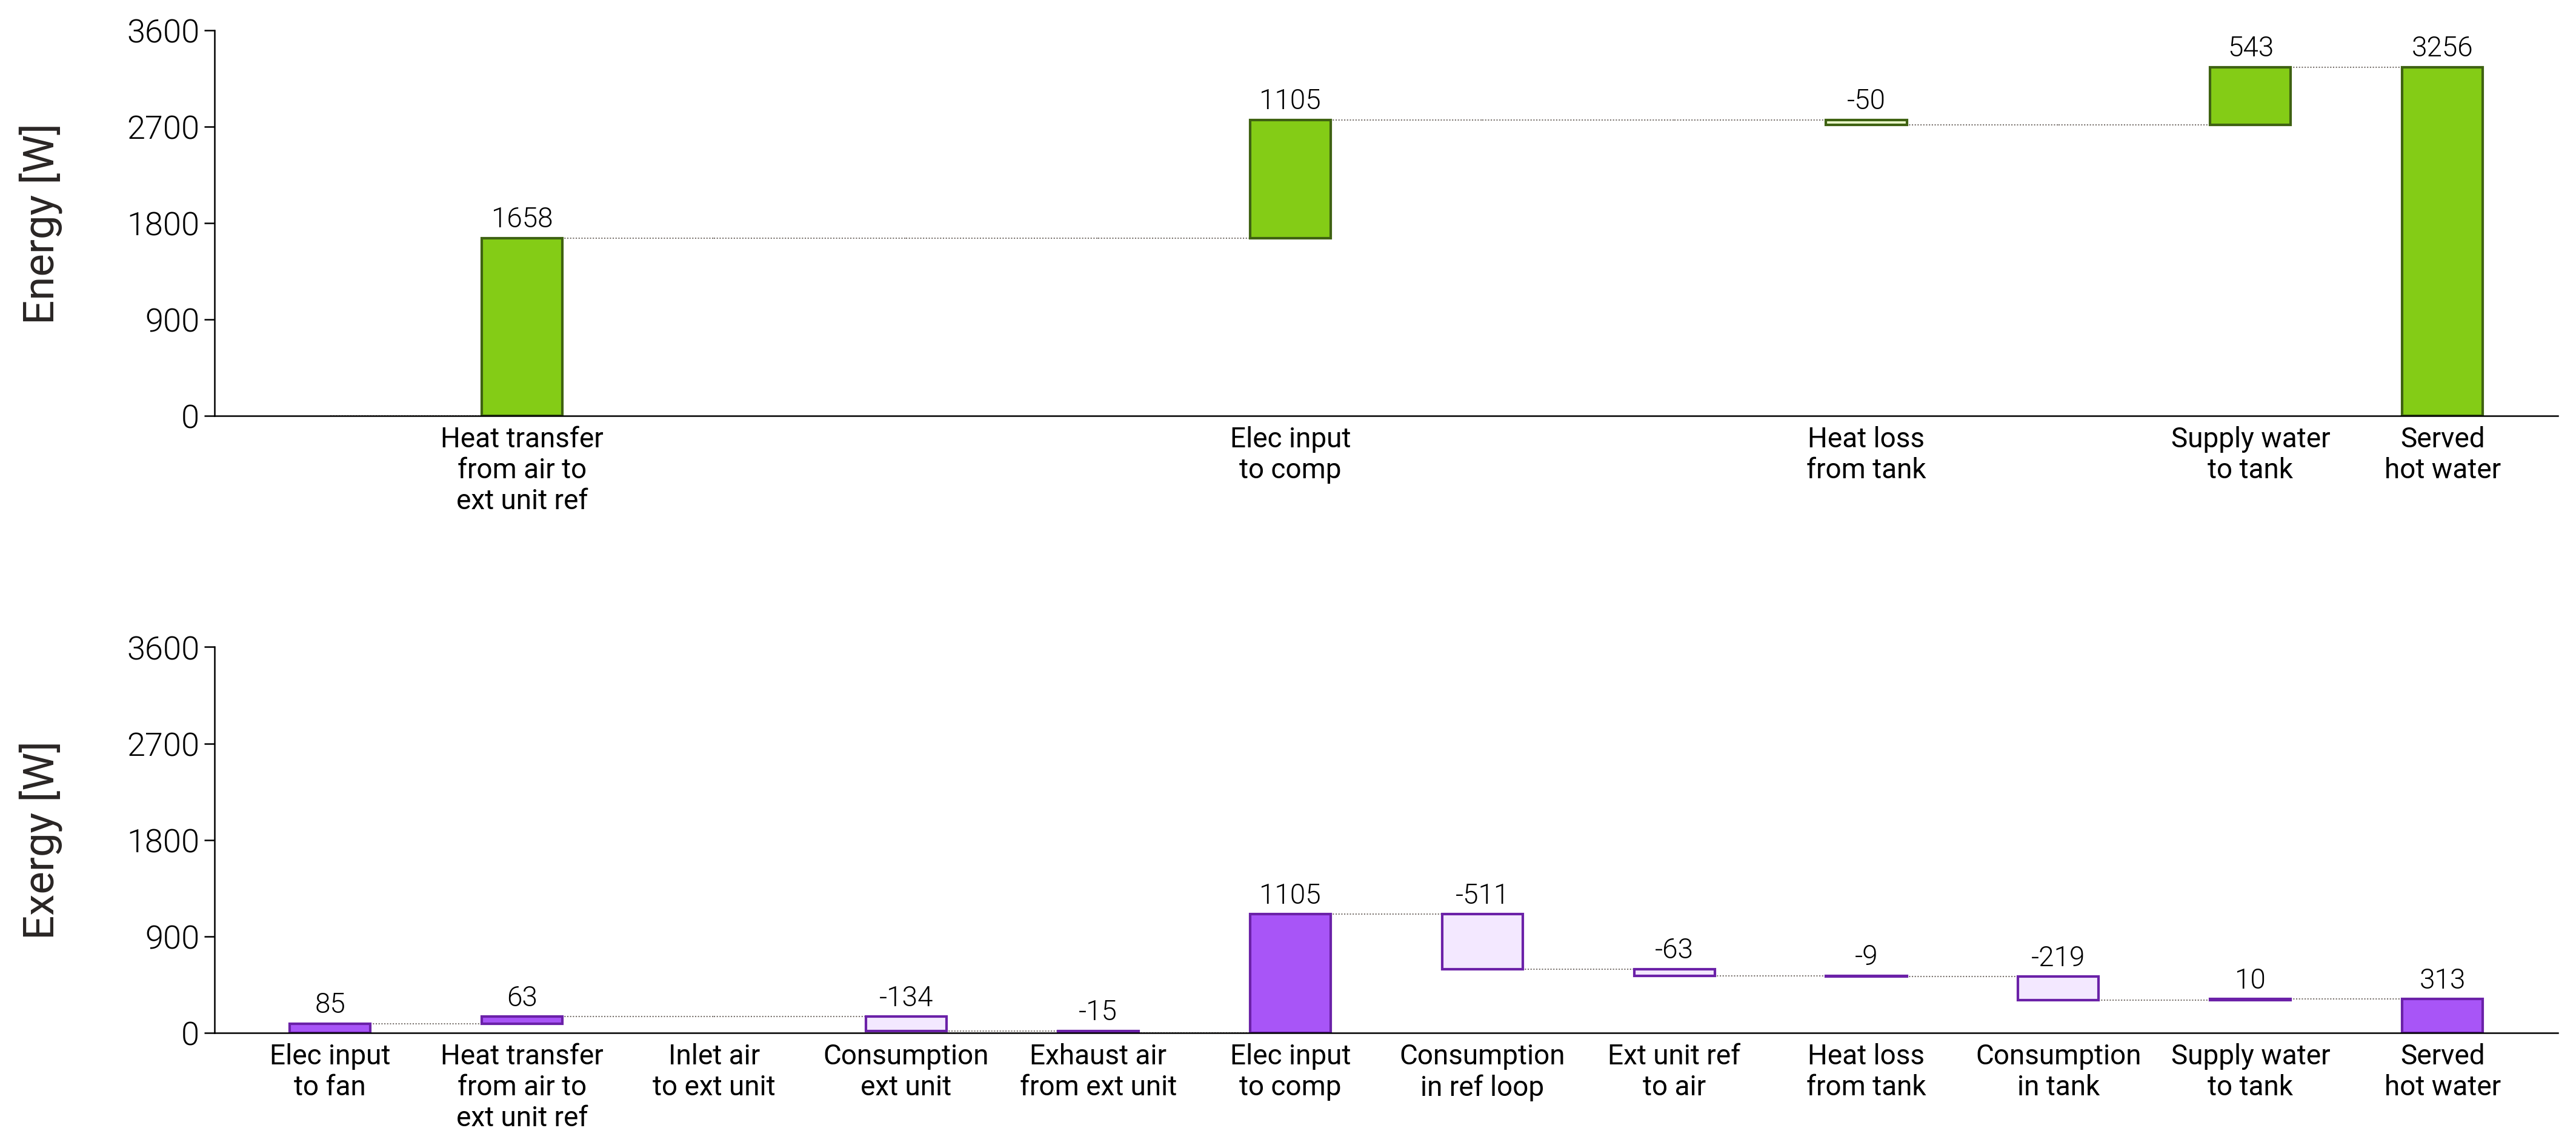 Energy [W]
3600
2700
1800
900
0
1658
1105
-50
543
3256
Heat transfer
from air to
ext unit ref
Elec input
to comp
Heat loss
from tank
Supply water
to tank
Served
hot water
Exergy [W]
3600
2700
1800
900
0
85
63
-134
-15
1105
-511
-63
-9
-219
10
313
Elec input
to fan
Heat transfer
from air to
ext unit ref
Inlet air
to ext unit
Consumption
ext unit
Exhaust air
from ext unit
Elec input
to comp
Consumption
in ref loop
Ext unit ref
to air
Heat loss
from tank
Consumption
in tank
Supply water
to tank
Served
hot water